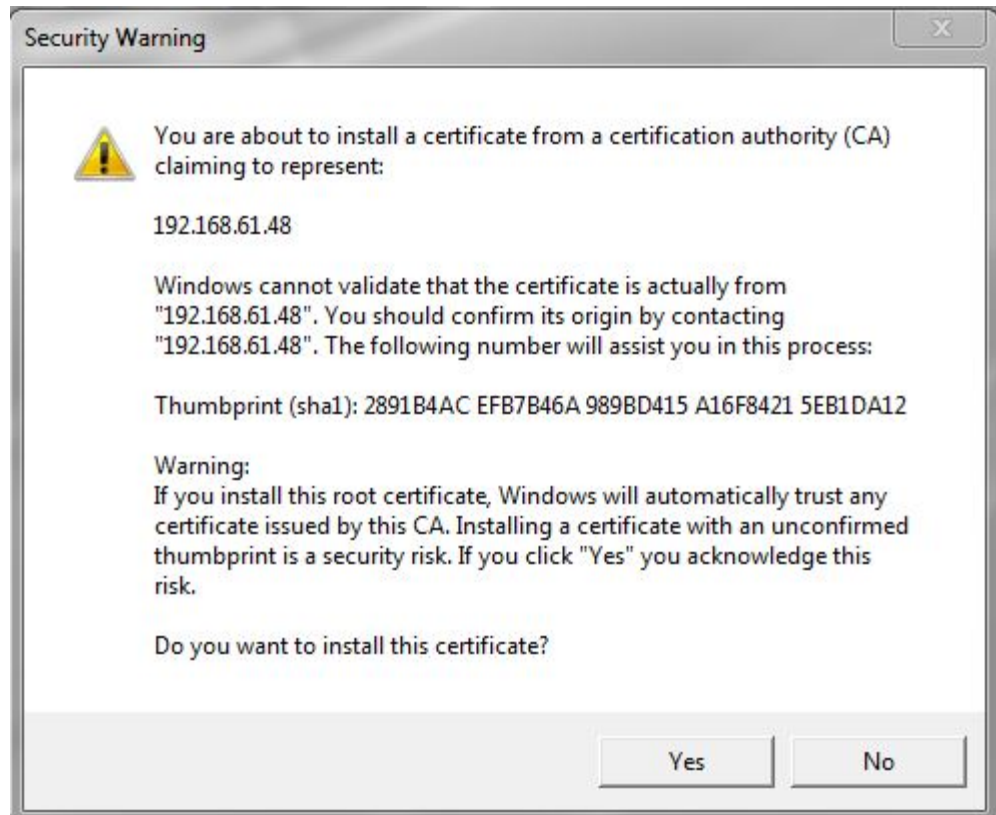 Security Warning
You are about to install a certificate from a certification authority (CA)
claiming to represent:
192.168.61.48
Windows cannot validate that the certificate is actually from
"192.168.61.48". You should confirm its origin by contacting
"192.168.61.48". The following number will assist you in this process:
Thumbprint (sha1): 2891B4AC EFB7B46A 989BD415 A16F8421 5EB1DA12
Warning:
If you install this root certificate, Windows will automatically trust any
certificate issued by this CA. Installing a certificate with an unconfirmed
thumbprint is a security risk. If you click "Yes" you acknowledge this
risk.
Do you want to install this certificate?
Yes No